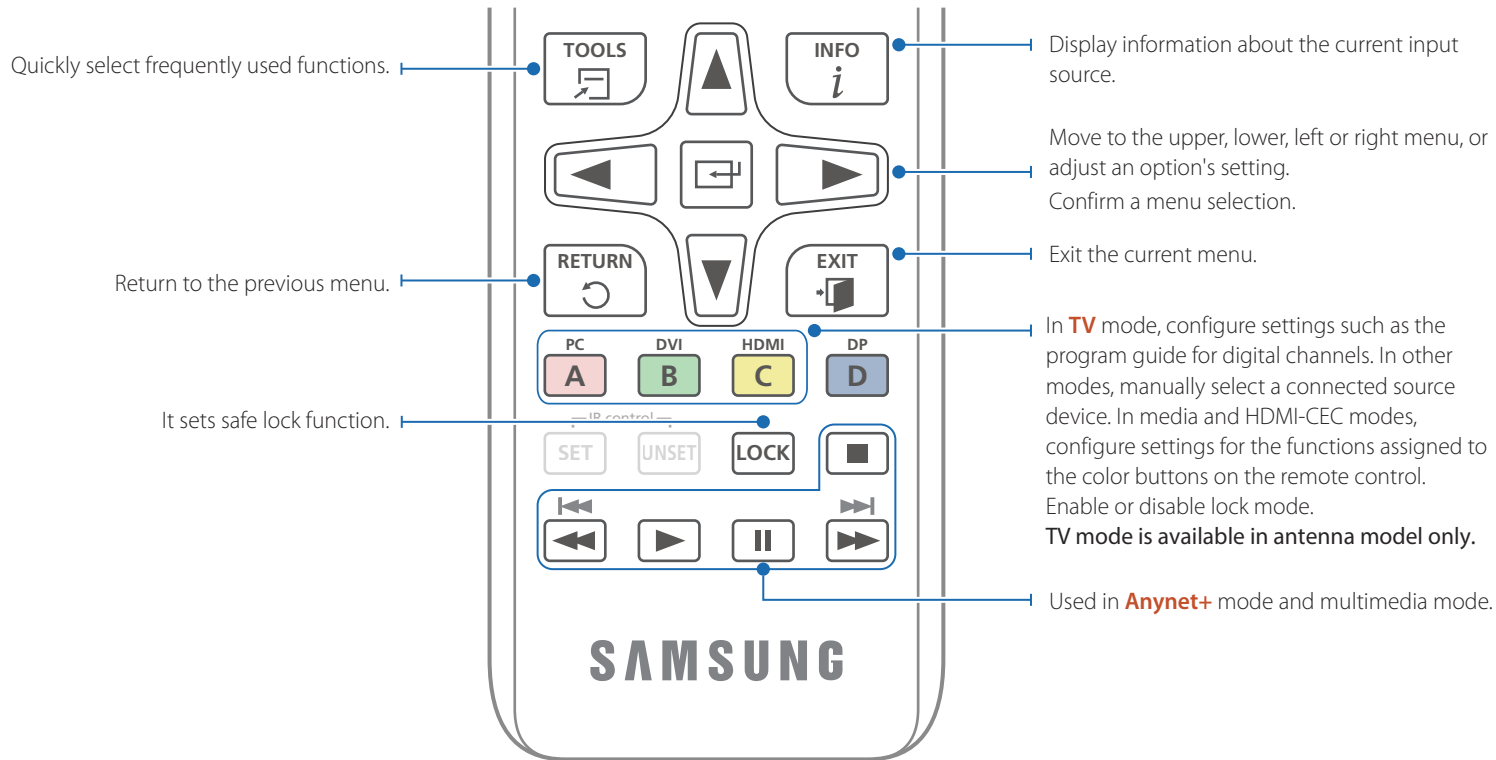 TOOLS
INFO
i
Quickly select frequently used functions.
Display information about the current input
source.
Move to the upper, lower, left or right menu, or
adjust an option's setting.
Confirm a menu selection.
RETURN
EXIT
Return to the previous menu.
Exit the current menu.
PC
DVI
HDMI
DP
A
B
C
D
In TV mode, configure settings such as the
program guide for digital channels. In other
modes, manually select a connected source
device. In media and HDMI-CEC modes,
configure settings for the functions assigned to
the color buttons on the remote control.
Enable or disable lock mode.
TV mode is available in antenna model only.
It sets safe lock function.
IR control
SET
UNSET
LOCK
Used in Anynet+ mode and multimedia mode.
SAMSUNG